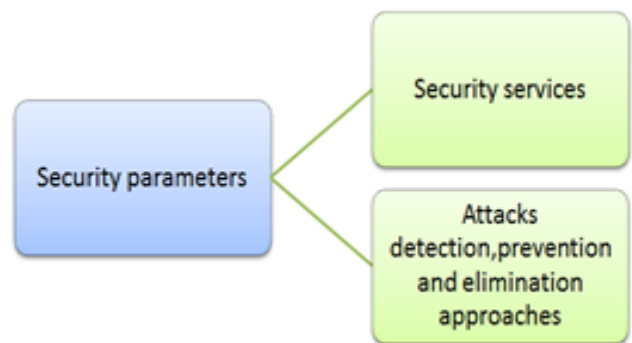 Security parameters
Security services
Attacks
detection,prevention
and elimination
approaches